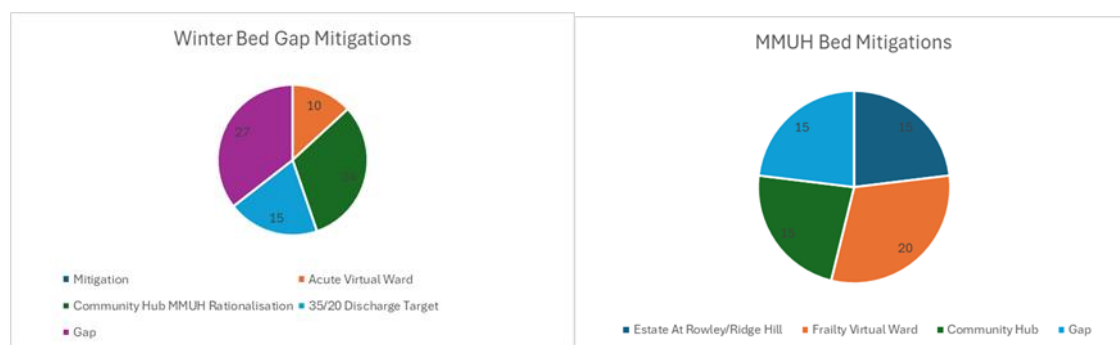 Winter Bed Gap Mitigations
10
27
15
Mitigation
Acute Virtual Ward
Community Hub MMUH Rationalisation
35/20 Discharge Target
Gap
MMUH Bed Mitigations
15
15
20
15
Estate At Rowley/Ridge Hill
Frailty Virtual Ward
Community Hub
Gap